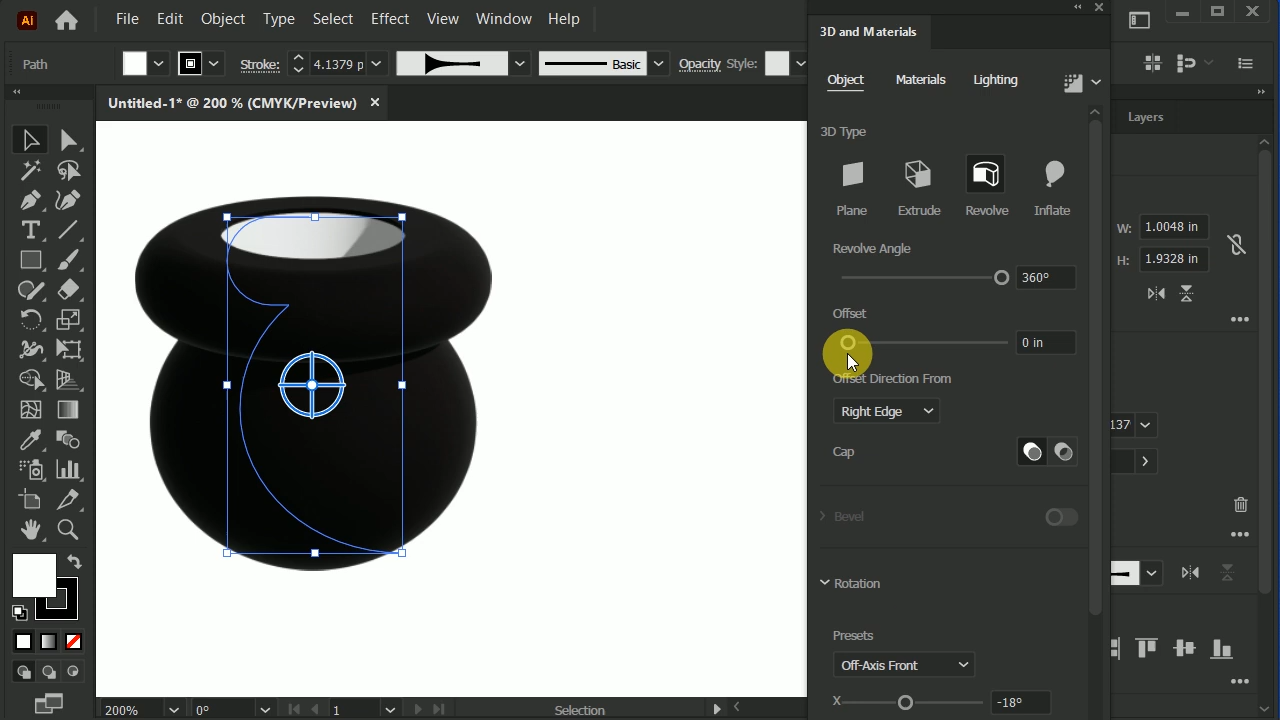 Ai File Edit Object Type Select Effect View Window Help
Path Stroke: 4.1379 p Basic Opacity Style:
Untitled-1* @ 200 % (CMYK/Preview)
3D and Materials
Object Materials Lighting
3D Type
Plane Extrude Revolve Inflate
Revolve Angle
360°
Offset
0 in
Offset Direction From
Right Edge
Cap
Bevel
Rotation
Presets
Off-Axis Front
X -18°
Layers
W: 1.0048 in
H: 1.9328 in
137
200% 0° 1 Selection